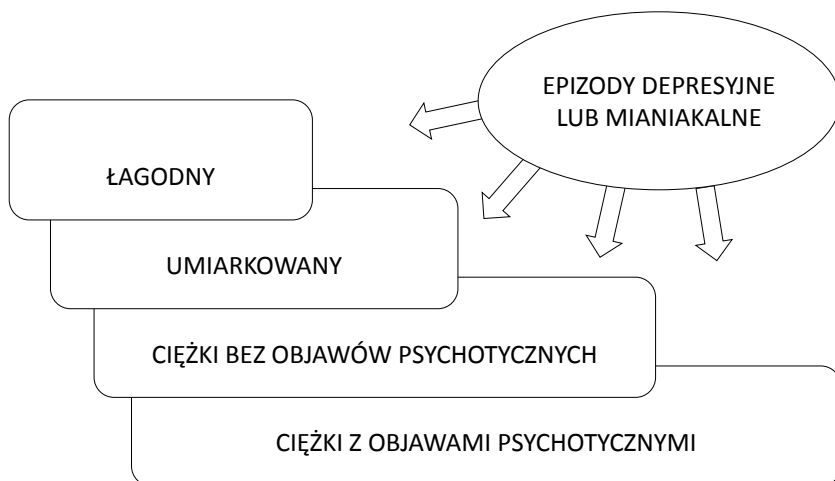 EPIZODY DEPRESYJNE
LUB MIANIAKALNE
ŁAGODNY
UMIARKOWANY
CIĘŻKI BEZ OBJAWÓW PSYCHOTYCZNYCH
CIĘŻKI Z OBJAWAMI PSYCHOTYCZNYMI